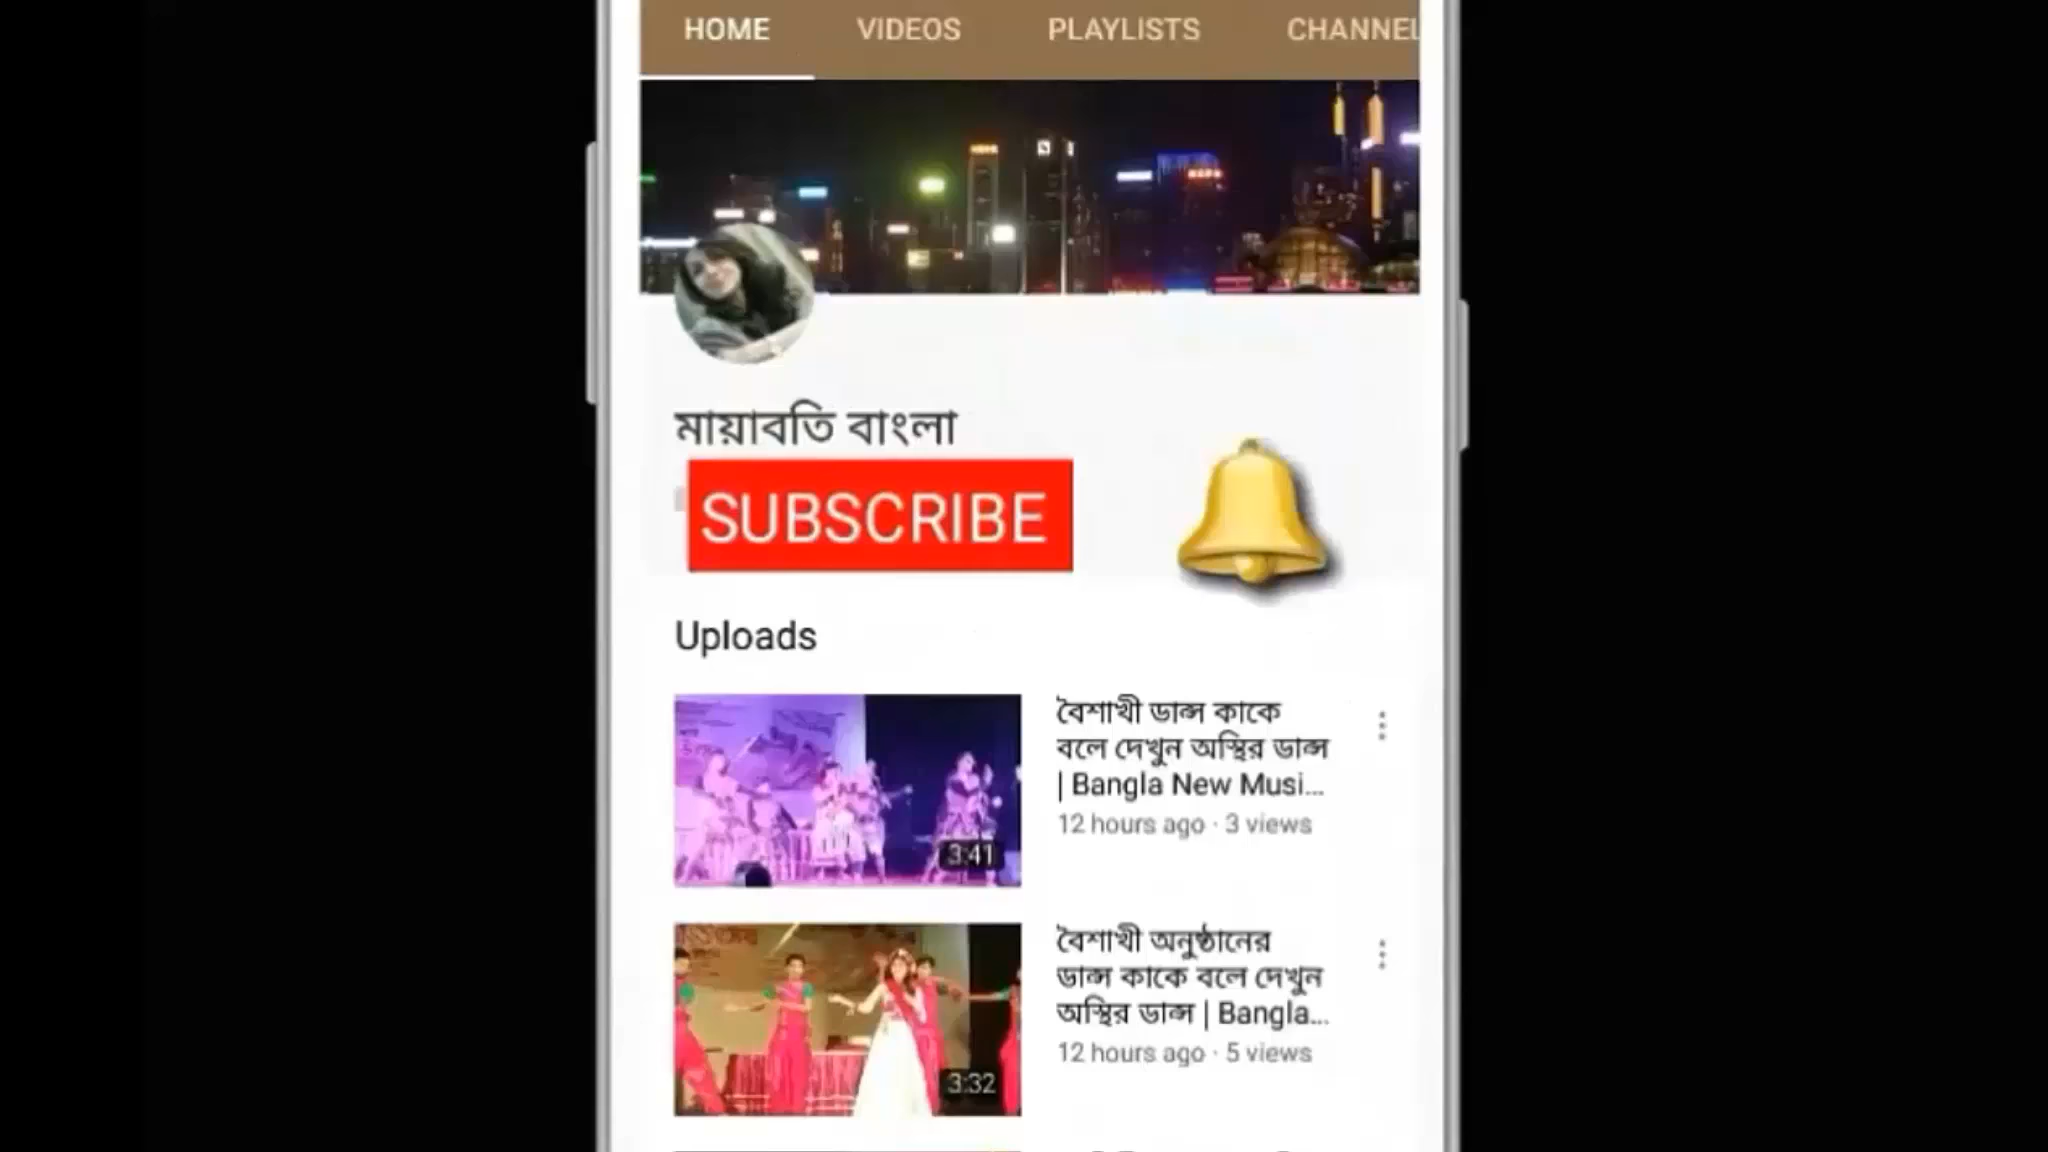 HOME VIDEOS PLAYLISTS CHANNEL
মায়াবতি বাংলা
SUBSCRIBE
Uploads
বৈশাখী ডান্স কাকে
বলে দেখুন অস্থির ডান্স
| Bangla New Musi...
12 hours ago · 3 views
3:41
বৈশাখী অনুষ্ঠানের
ডান্স কাকে বলে দেখুন
অস্থির ডান্স | Bangla...
12 hours ago · 5 views
3:32